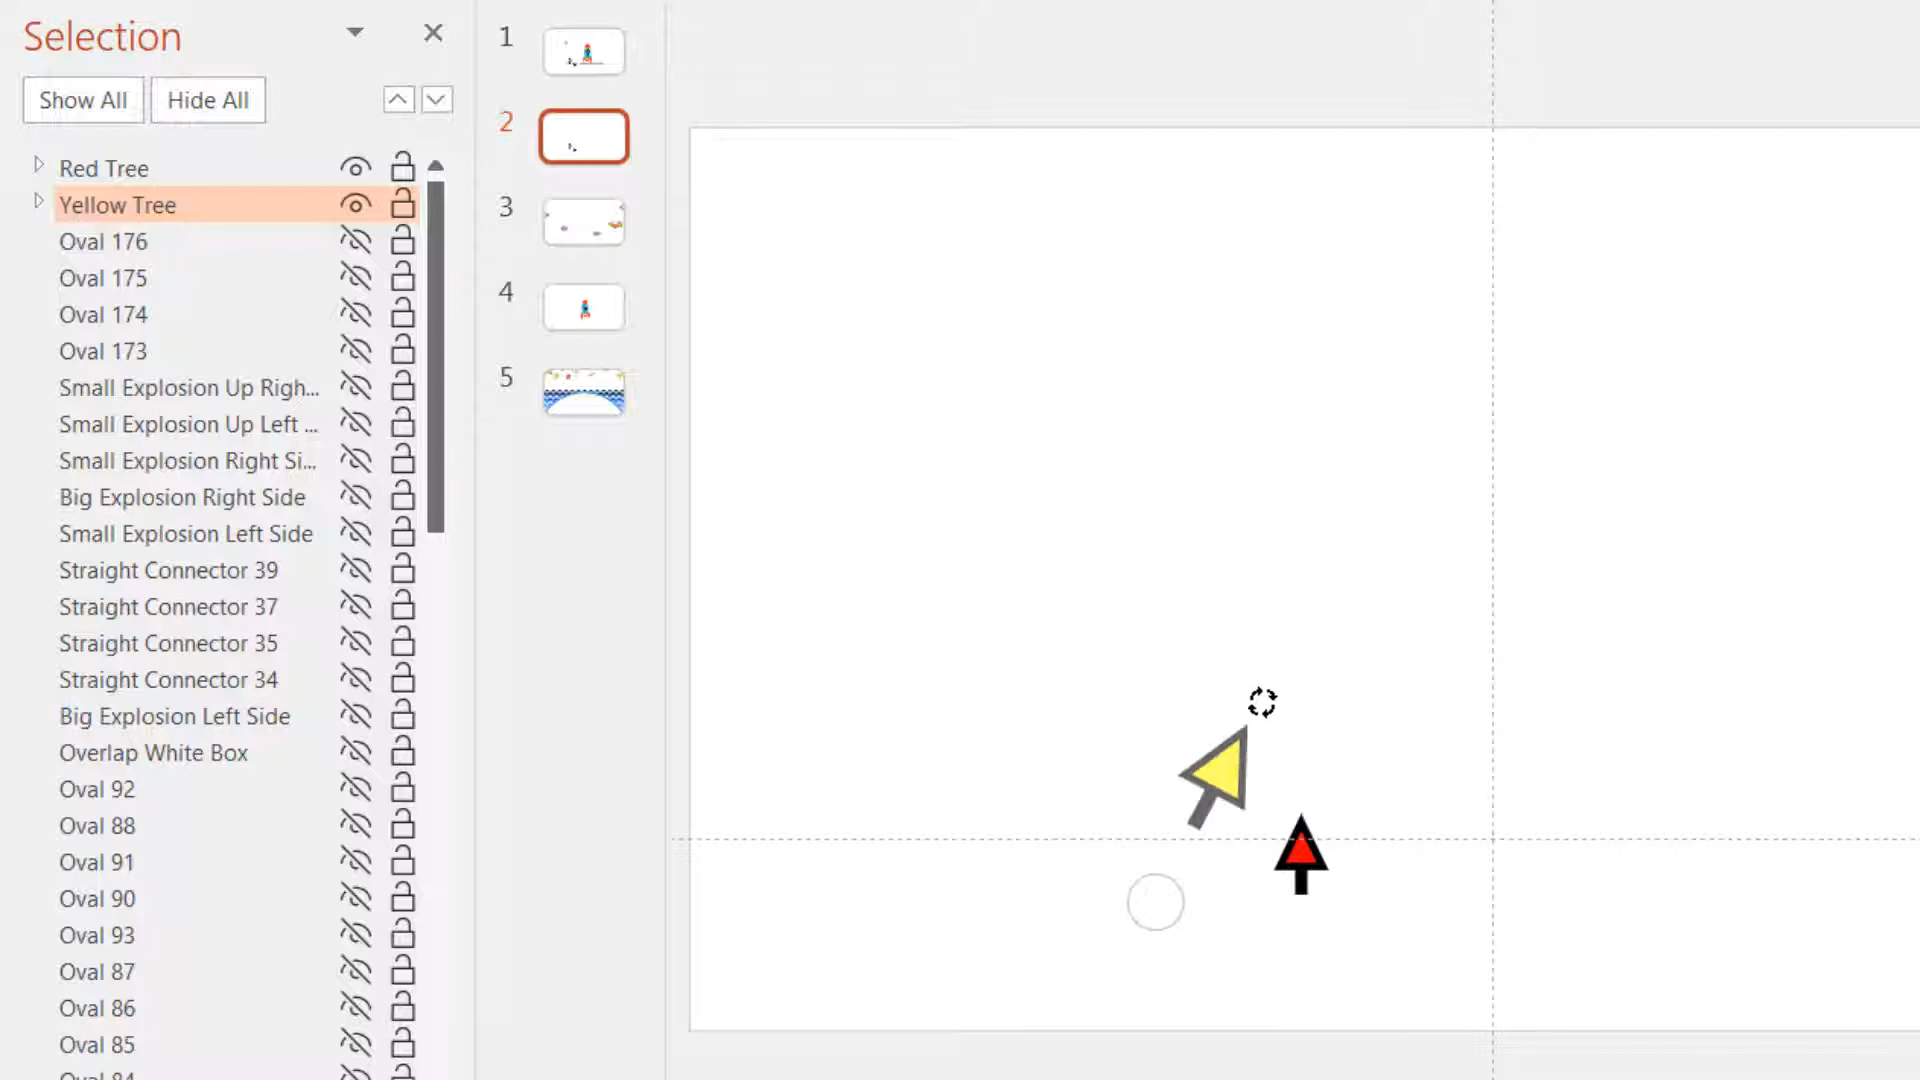 Selection
Show All
Hide All
Red Tree
Yellow Tree
Oval 176
Oval 175
Oval 174
Oval 173
Small Explosion Up Righ...
Small Explosion Up Left ...
Small Explosion Right Si...
Big Explosion Right Side
Small Explosion Left Side
Straight Connector 39
Straight Connector 37
Straight Connector 35
Straight Connector 34
Big Explosion Left Side
Overlap White Box
Oval 92
Oval 88
Oval 91
Oval 90
Oval 93
Oval 87
Oval 86
Oval 85
Oval 84
1
2
3
4
5